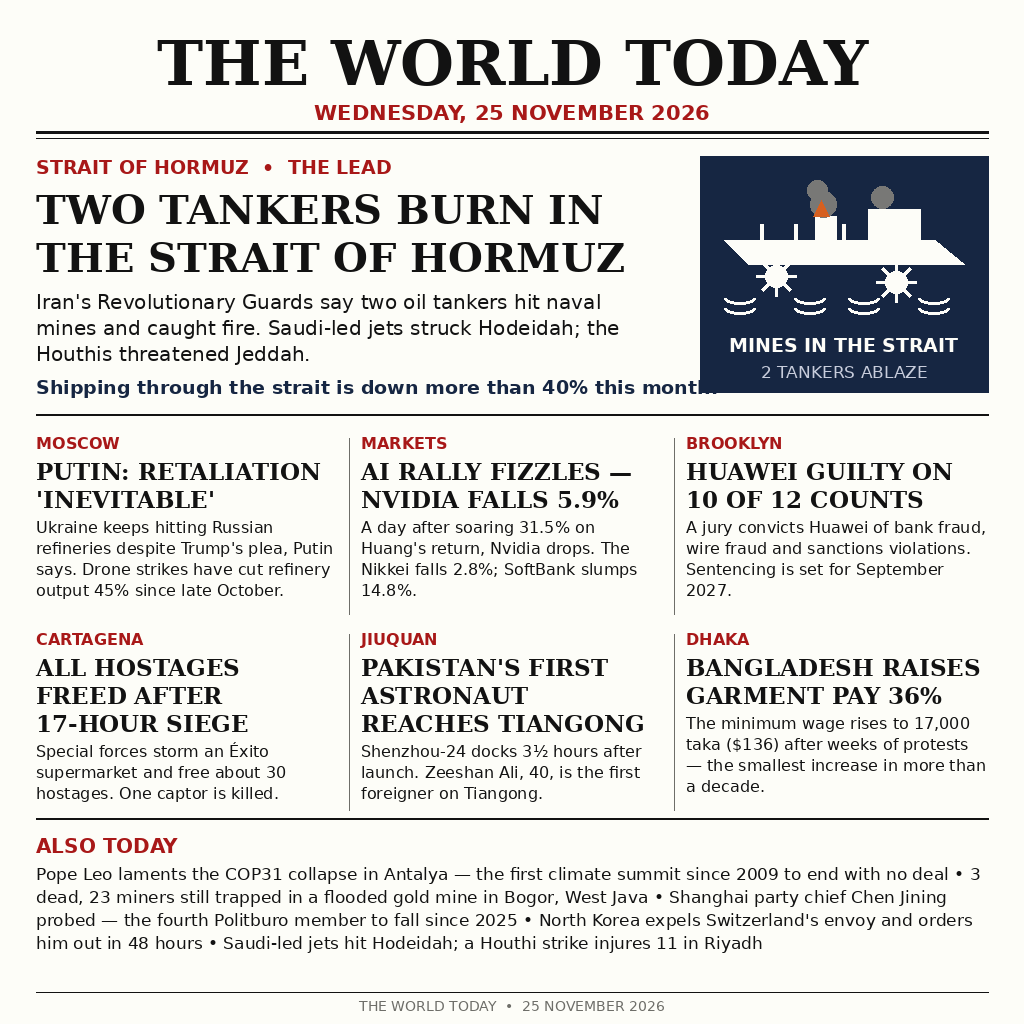 THE WORLD TODAY
WEDNESDAY, 25 NOVEMBER 2026
STRAIT OF HORMUZ • THE LEAD
TWO TANKERS BURN IN
THE STRAIT OF HORMUZ
Iran's Revolutionary Guards say two oil tankers hit naval
mines and caught fire. Saudi-led jets struck Hodeidah; the
Houthis threatened Jeddah.
Shipping through the strait is down more than 40% this month.
MINES IN THE STRAIT
2 TANKERS ABLAZE
MOSCOW
PUTIN: RETALIATION
'INEVITABLE'
Ukraine keeps hitting Russian
refineries despite Trump's plea, Putin
says. Drone strikes have cut refinery
output 45% since late October.
MARKETS
AI RALLY FIZZLES —
NVIDIA FALLS 5.9%
A day after soaring 31.5% on
Huang's return, Nvidia drops. The
Nikkei falls 2.8%; SoftBank slumps
14.8%.
BROOKLYN
HUAWEI GUILTY ON
10 OF 12 COUNTS
A jury convicts Huawei of bank fraud,
wire fraud and sanctions violations.
Sentencing is set for September
2027.
CARTAGENA
ALL HOSTAGES
FREED AFTER
17-HOUR SIEGE
Special forces storm an Éxito
supermarket and free about 30
hostages. One captor is killed.
JIUQUAN
PAKISTAN'S FIRST
ASTRONAUT
REACHES TIANGONG
Shenzhou-24 docks 3½ hours after
launch. Zeeshan Ali, 40, is the first
foreigner on Tiangong.
DHAKA
BANGLADESH RAISES
GARMENT PAY 36%
The minimum wage rises to 17,000
taka ($136) after weeks of protests
— the smallest increase in more than
a decade.
ALSO TODAY
Pope Leo laments the COP31 collapse in Antalya — the first climate summit since 2009 to end with no deal • 3
dead, 23 miners still trapped in a flooded gold mine in Bogor, West Java • Shanghai party chief Chen Jining
probed — the fourth Politburo member to fall since 2025 • North Korea expels Switzerland's envoy and orders
him out in 48 hours • Saudi-led jets hit Hodeidah; a Houthi strike injures 11 in Riyadh
THE WORLD TODAY • 25 NOVEMBER 2026